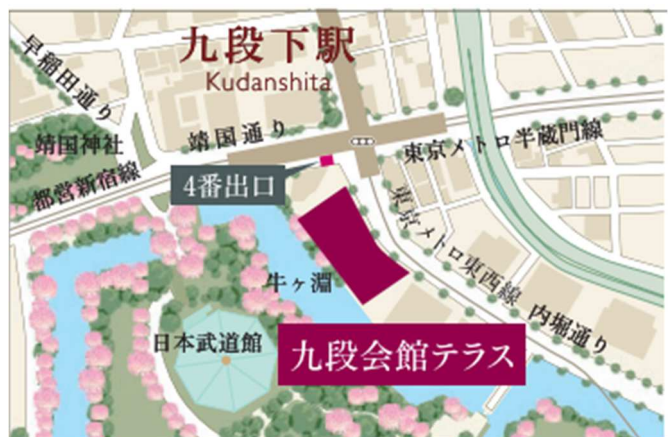 九段下駅
Kudanshita
早稲田通り
靖国神社
靖国通り
都営新宿線
4番出口
東京メトロ半蔵門線
東京メトロ東西線
内堀通り
牛ヶ淵
日本武道館
九段会館テラス